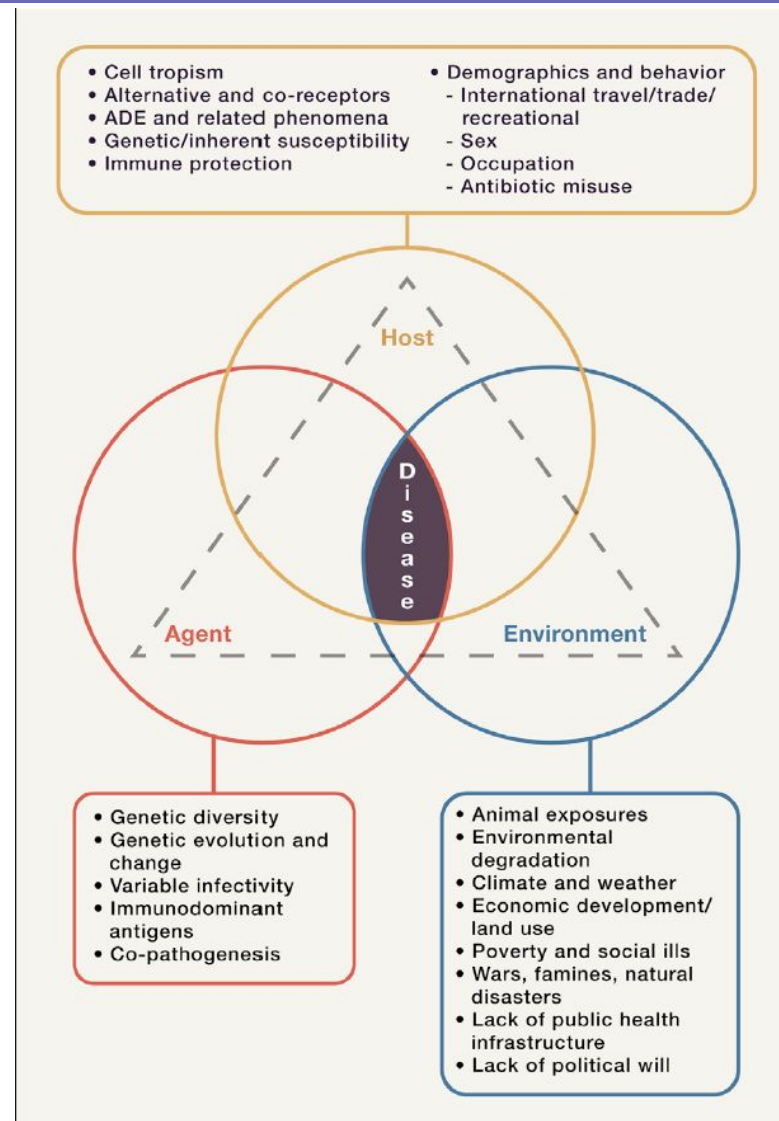 • Cell tropism
• Alternative and co-receptors
• ADE and related phenomena
• Genetic/inherent susceptibility
• Immune protection
• Demographics and behavior
- International travel/trade/
recreational
- Sex
- Occupation
- Antibiotic misuse
Host
Disease
Agent
Environment
• Genetic diversity
• Genetic evolution and
change
• Variable infectivity
• Immunodominant
antigens
• Co-pathogenesis
• Animal exposures
• Environmental
degradation
• Climate and weather
• Economic development/
land use
• Poverty and social ills
• Wars, famines, natural
disasters
• Lack of public health
infrastructure
• Lack of political will